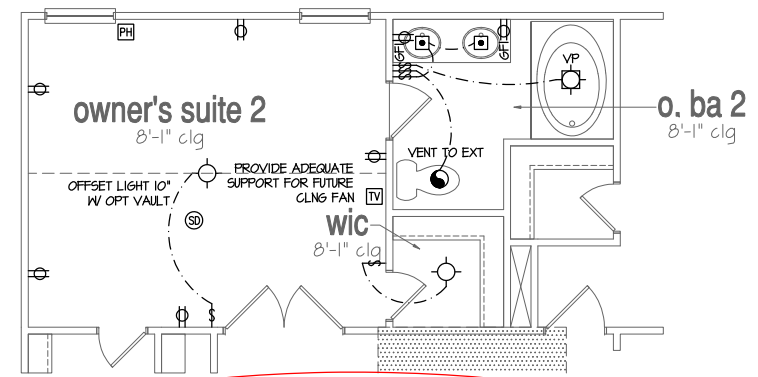 PH
GFI
GFI
VP
owner's suite 2
8'-1" clg
o. ba 2
8'-1" clg
SSS
VENT TO EXT
PROVIDE ADEQUATE
SUPPORT FOR FUTURE
CLNG FAN
OFFSET LIGHT 10"
W/ OPT VAULT
TV
SD
wic
8'-1" clg
S
S